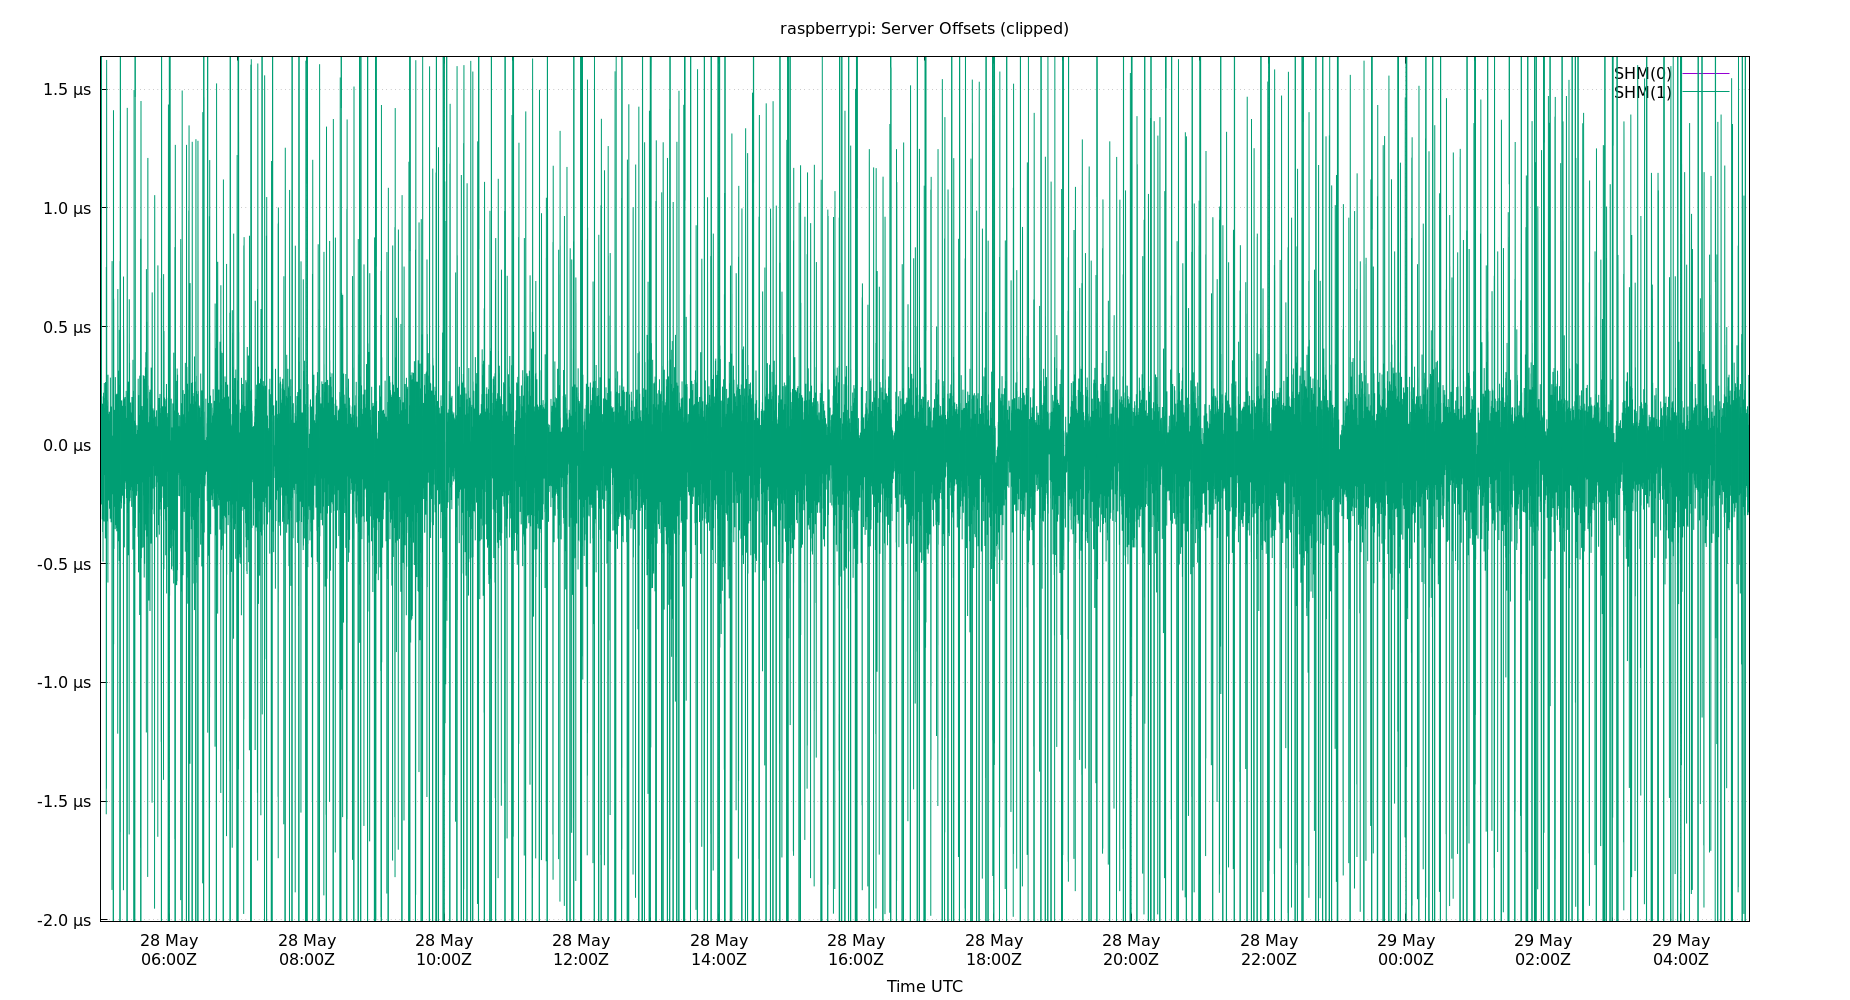 raspberrypi: Server Offsets (clipped)
SHM(0)
SHM(1)
1.5 µs
1.0 µs
0.5 µs
0.0 µs
-0.5 µs
-1.0 µs
-1.5 µs
-2.0 µs
28 May 28 May 28 May 28 May 28 May 28 May 28 May 28 May 28 May 29 May 29 May 29 May
06:00Z 08:00Z 10:00Z 12:00Z 14:00Z 16:00Z 18:00Z 20:00Z 22:00Z 00:00Z 02:00Z 04:00Z
Time UTC